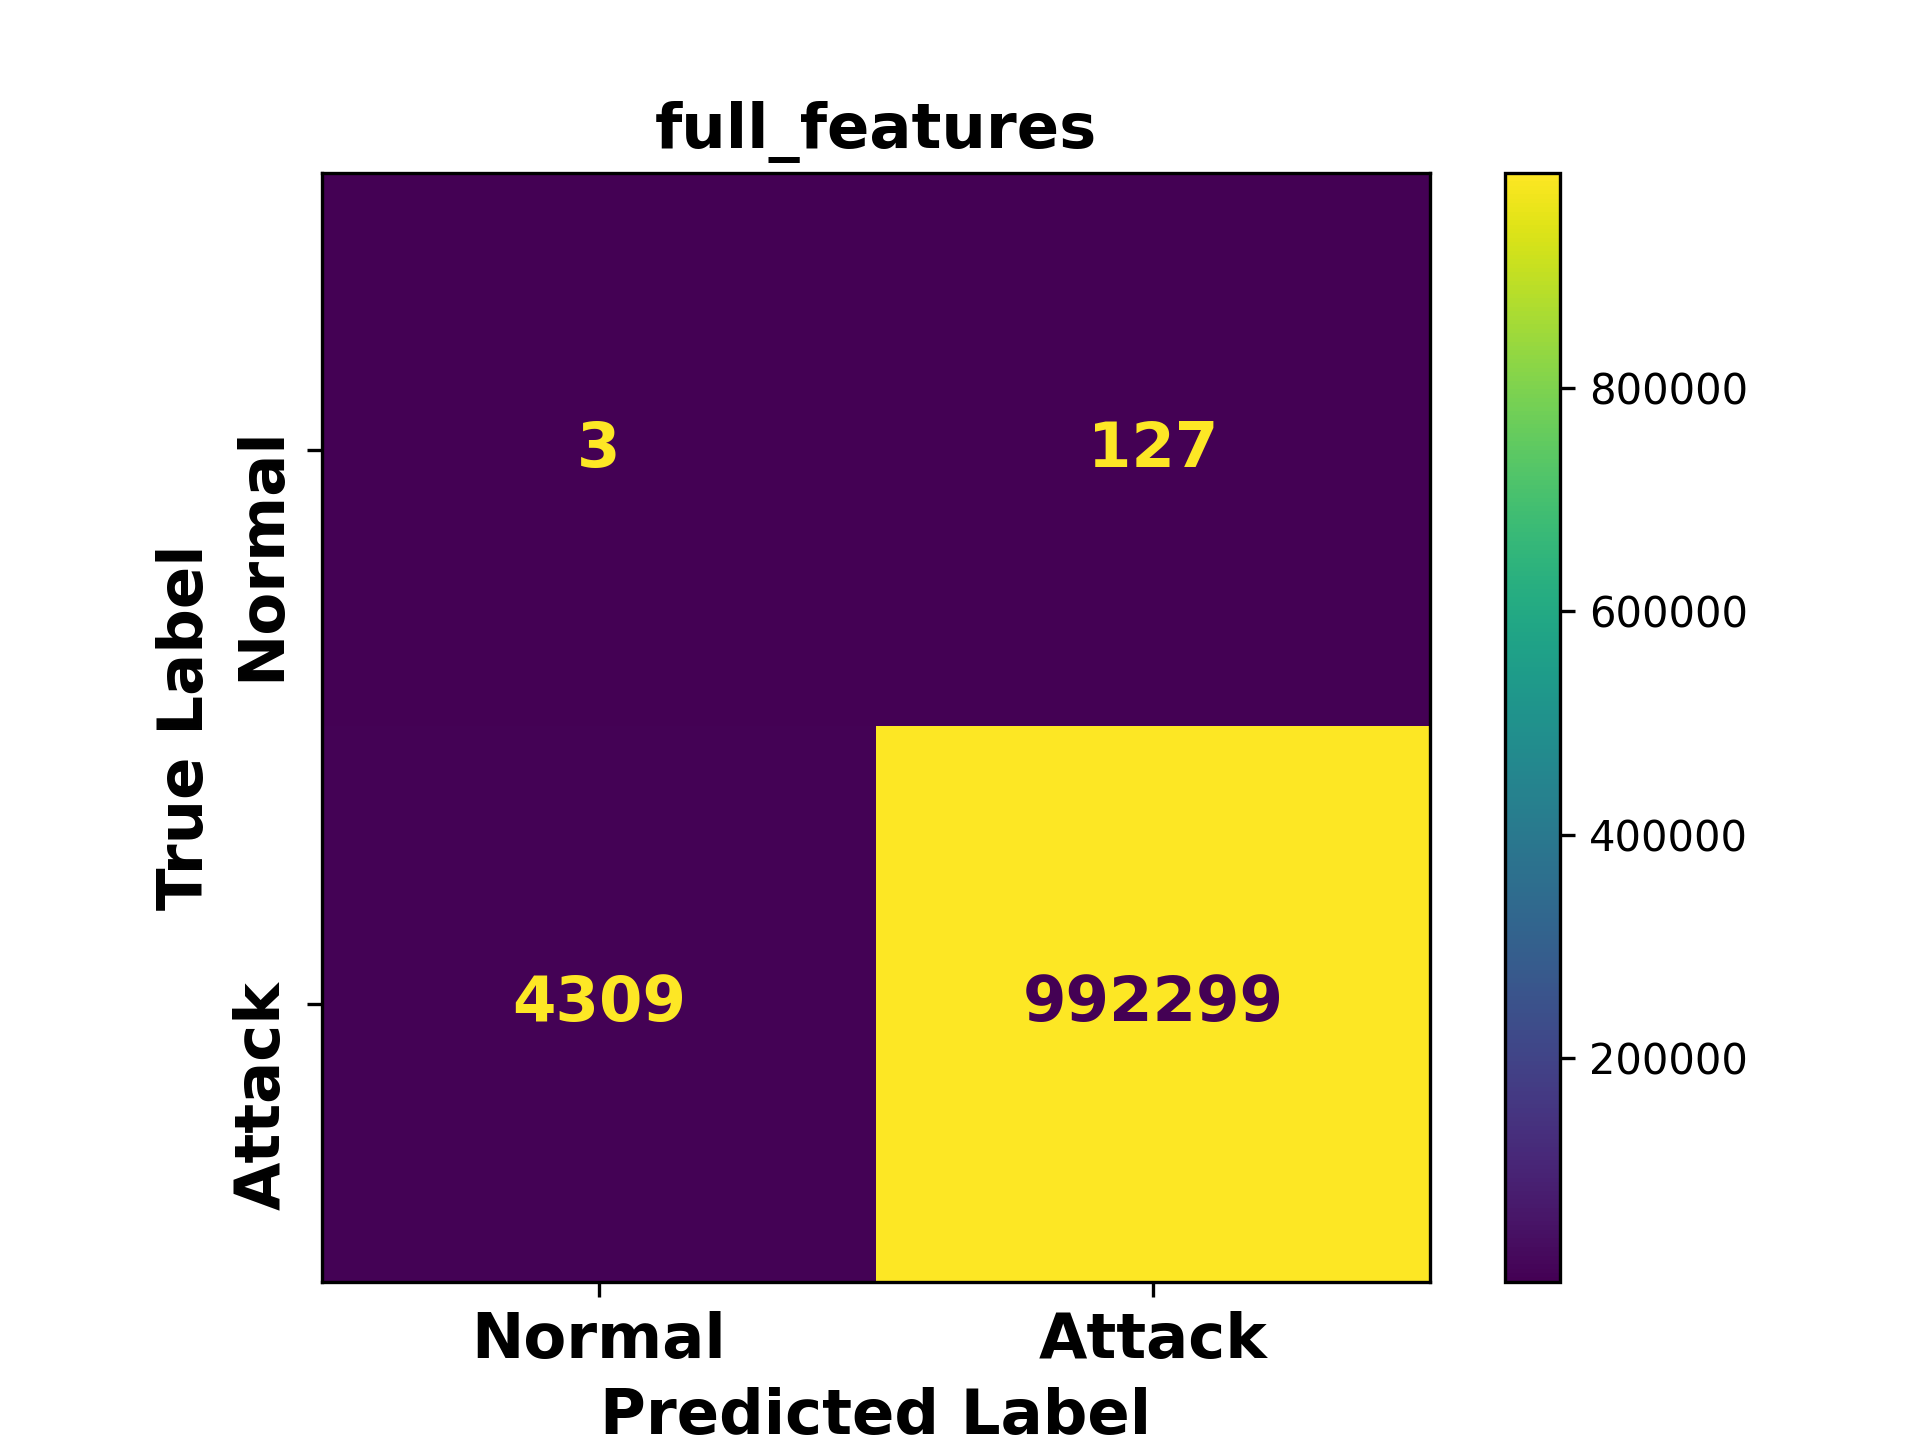 full_features
True Label
Normal
Attack
3
127
4309
992299
Normal
Attack
Predicted Label
800000
600000
400000
200000